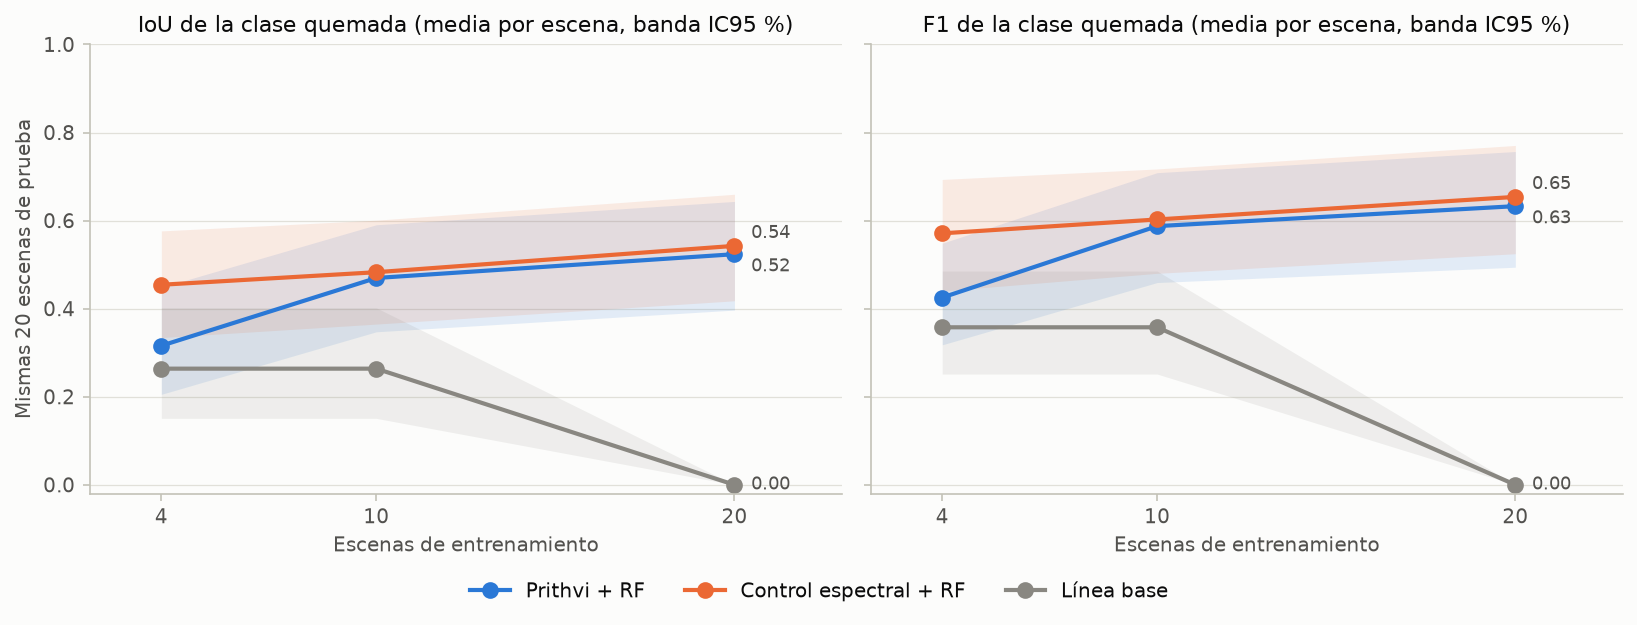 IoU de la clase quemada (media por escena, banda IC95 %)
1.0
0.8
0.6
0.4
0.2
0.0
Mismas 20 escenas de prueba
0.54
0.52
0.00
4
10
20
Escenas de entrenamiento
F1 de la clase quemada (media por escena, banda IC95 %)
0.65
0.63
0.00
4
10
20
Escenas de entrenamiento
Prithvi + RF
Control espectral + RF
Línea base